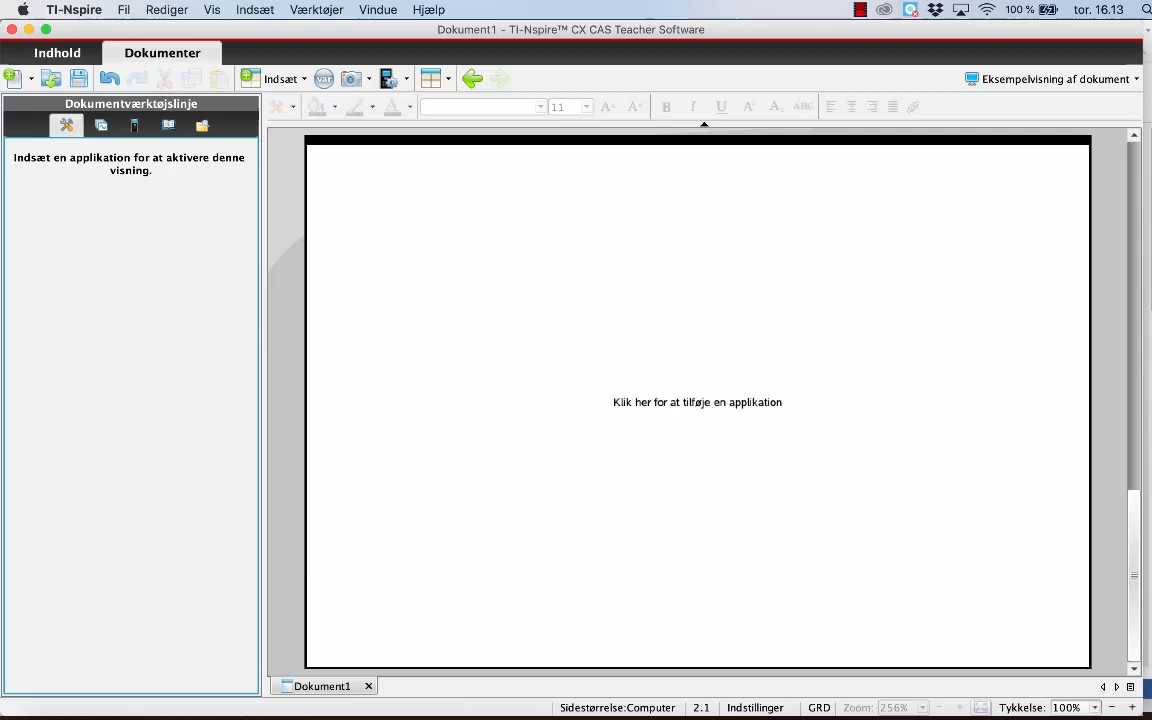 TI-Nspire Fil Rediger Vis Indsæt Værktøjer Vindue Hjælp 100 % tor. 16.13
Dokument1 - TI-Nspire™ CX CAS Teacher Software
Indhold Dokumenter
Indsæt var Eksempelvisning af dokument
Dokumentværktøjslinje
11 A A B I U A A ABC
Indsæt en applikation for at aktivere denne
visning.
Klik her for at tilføje en applikation
Dokument1
Sidestørrelse:Computer 2.1 Indstillinger GRD Zoom: 256% Tykkelse: 100%